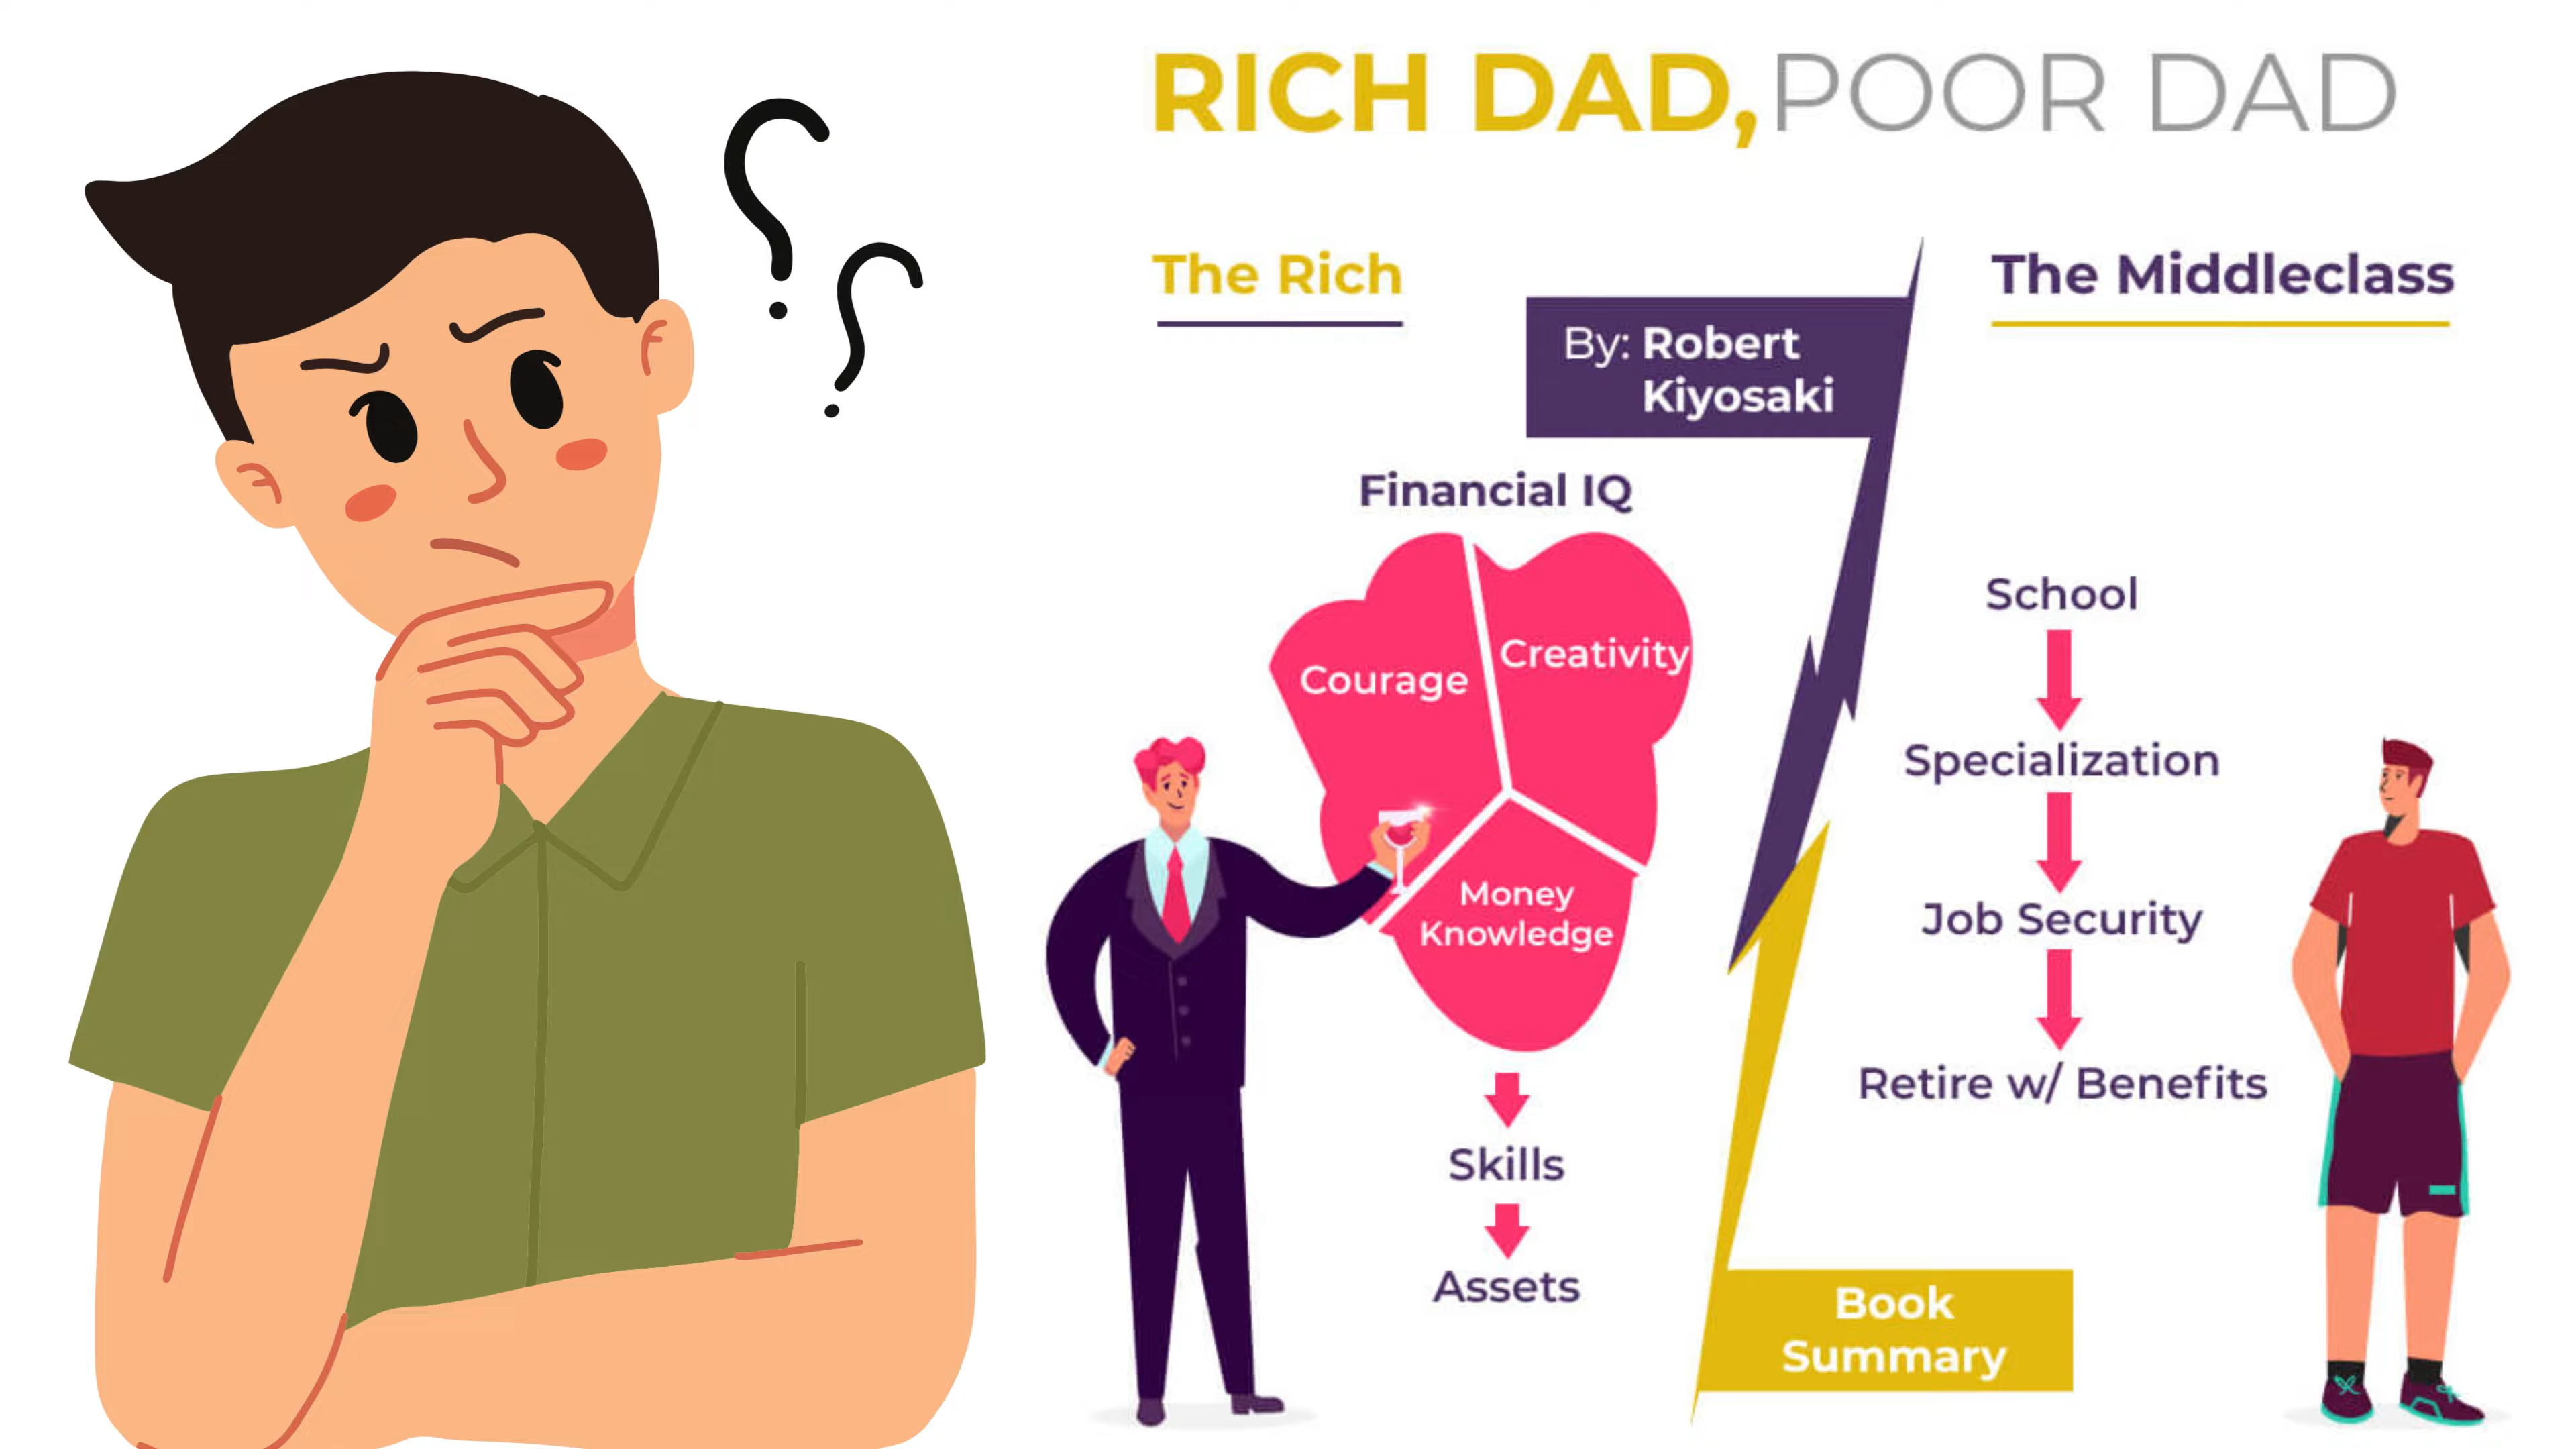 RICH DAD, POOR DAD
The Rich
By: Robert
Kiyosaki
The Middleclass
Financial IQ
Courage
Creativity
Money
Knowledge
Skills
Assets
School
Specialization
Job Security
Retire w/ Benefits
Book
Summary